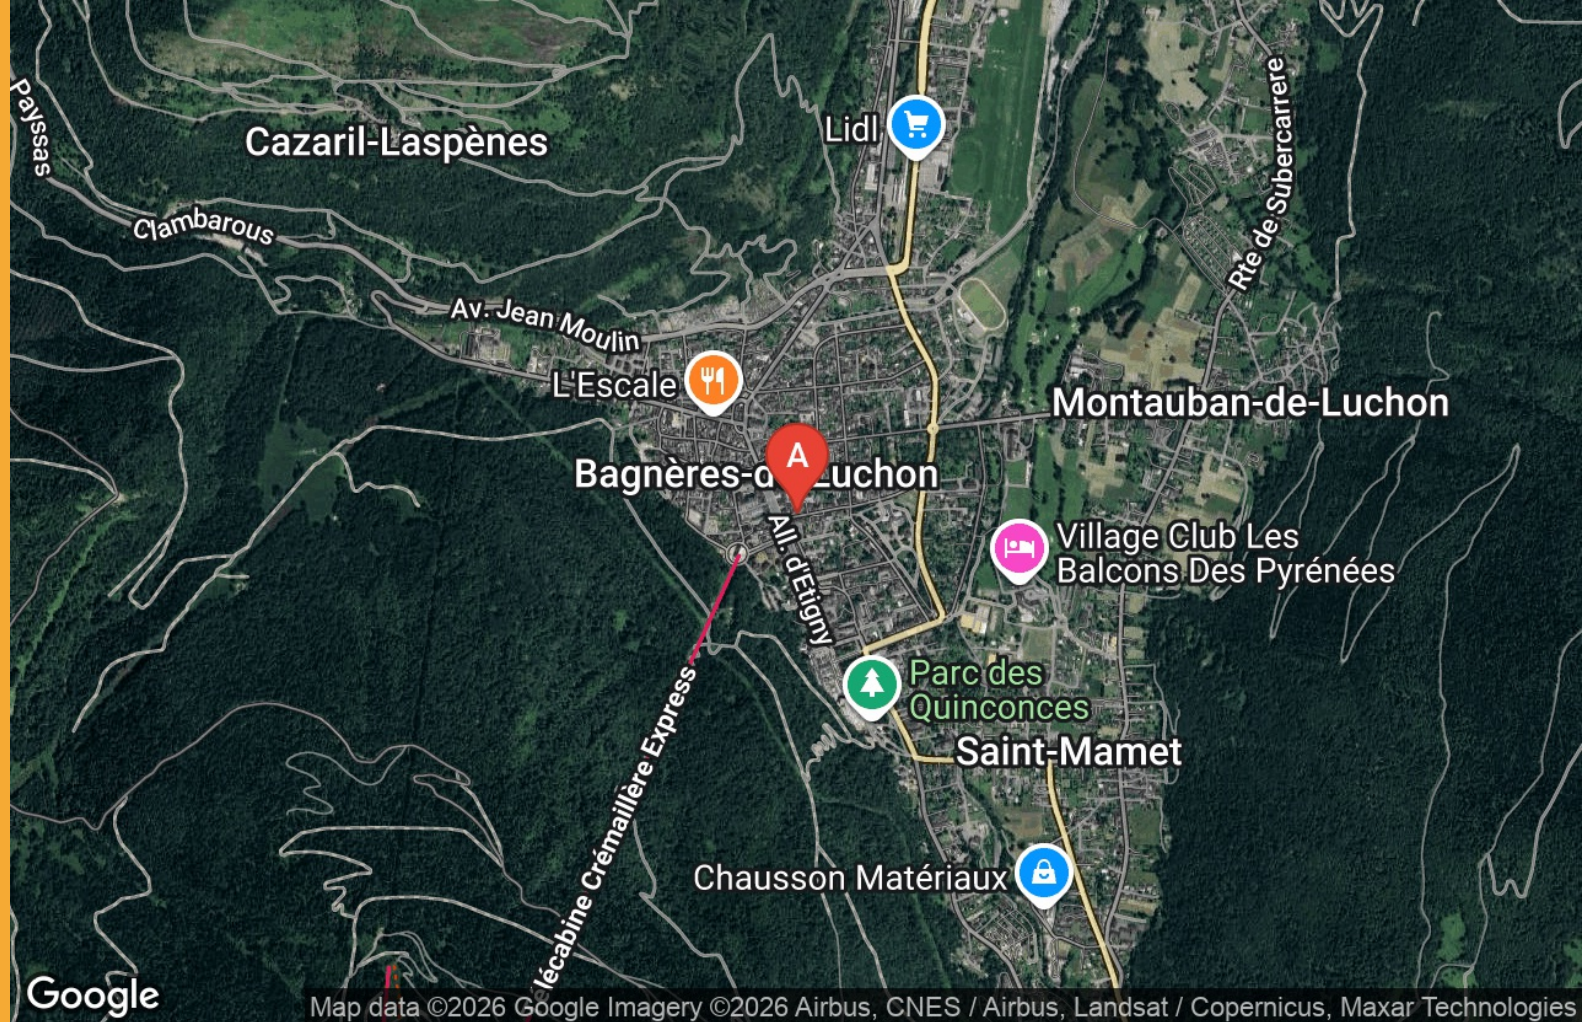 Payssas
Cazaril-Laspènes
Lidl
Rte de Subercarrere
Clambarous
Av. Jean Moulin
L'Escale
Montauban-de-Luchon
A
Bagnères-d Luchon
All. d'Etigny
Village Club Les
Balcons Des Pyrénées
Parc des
Quinconces
Saint-Mamet
élécabine Crémaillère Express
Chausson Matériaux
Google
Map data ©2026 Google Imagery ©2026 Airbus, CNES / Airbus, Landsat / Copernicus, Maxar Technologies